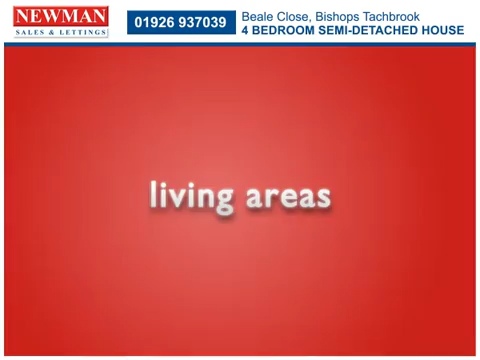 NEWMAN
SALES & LETTINGS
01926 937039
Beale Close, Bishops Tachbrook
4 BEDROOM SEMI-DETACHED HOUSE
living areas